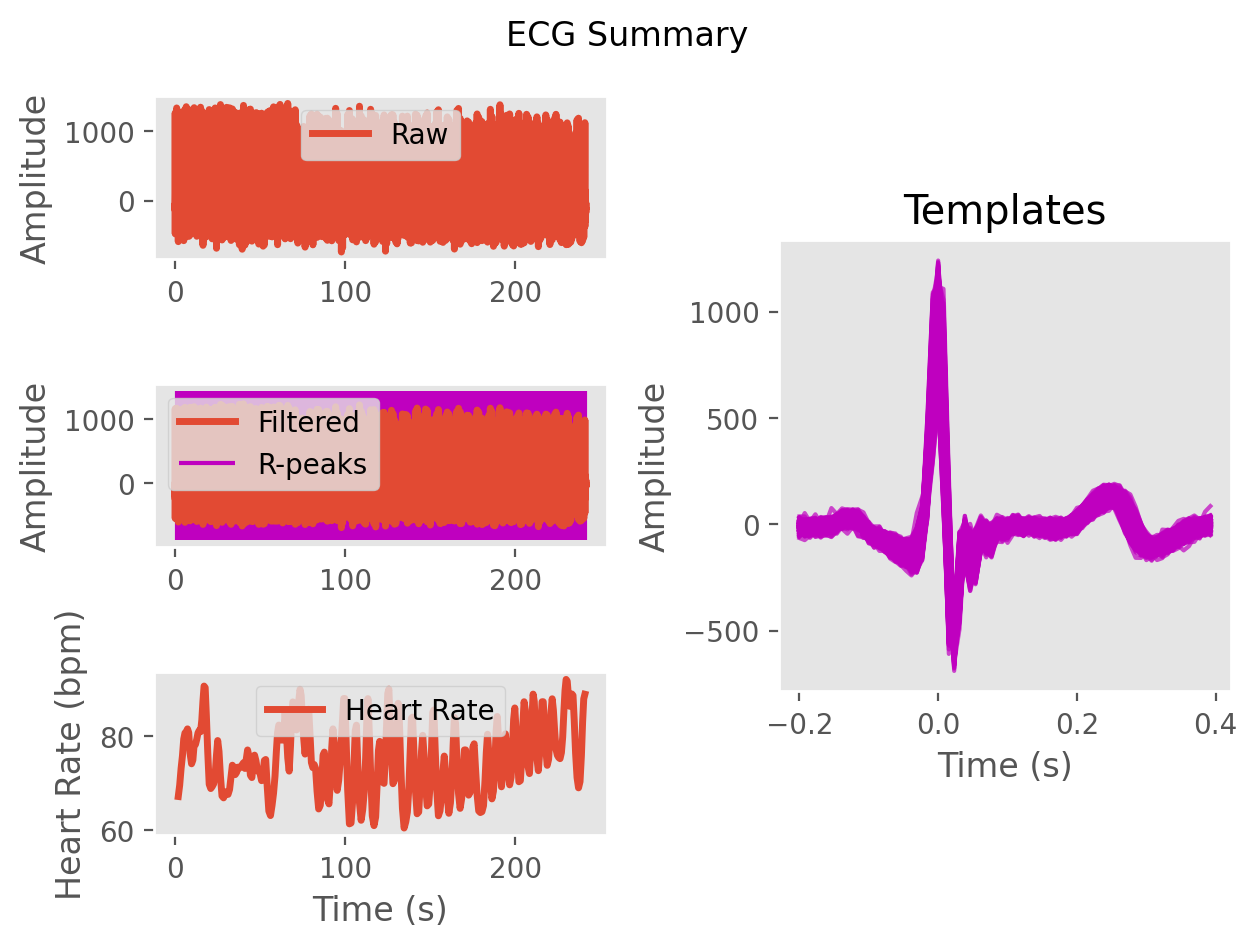 ECG Summary
Amplitude
1000
0
Raw
0 100 200
Amplitude
1000
0
Filtered
R-peaks
0 100 200
Heart Rate (bpm)
80
60
Heart Rate
0 100 200
Time (s)
Templates
Amplitude
1000
500
0
−500
−0.2 0.0 0.2 0.4
Time (s)